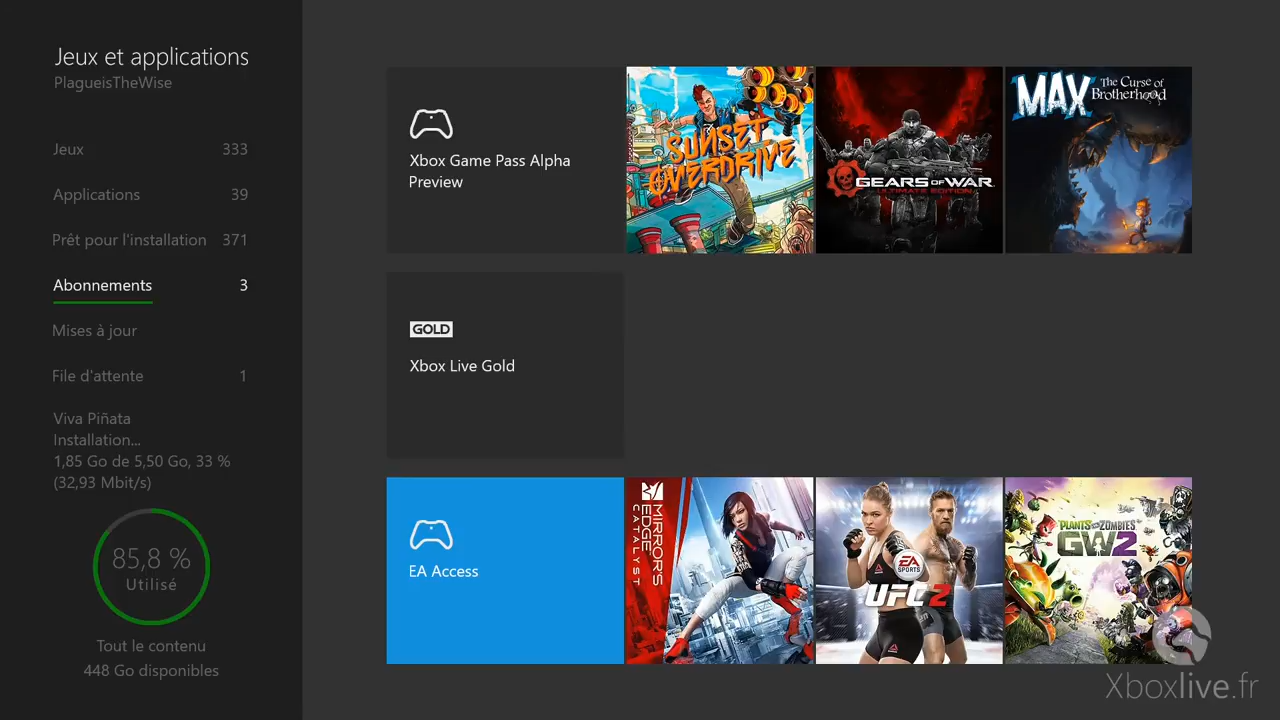 Jeux et applications
PlagueisTheWise
Jeux 333
Applications 39
Prêt pour l'installation 371
Abonnements 3
Mises à jour
File d'attente 1
Viva Piñata
Installation...
1,85 Go de 5,50 Go, 33 %
(32,93 Mbit/s)
85,8 %
Utilisé
Tout le contenu
448 Go disponibles
Xbox Game Pass Alpha
Preview
SUNSET
OVERDRIVE
GEARS OF WAR
ULTIMATE EDITION
MAX
The Curse of
Brotherhood
GOLD
Xbox Live Gold
EA Access
MIRROR'S
EDGE
CATALYST
EA
SPORTS
UFC 2
PLANTS vs. ZOMBIES
GW2
Xboxlive.fr